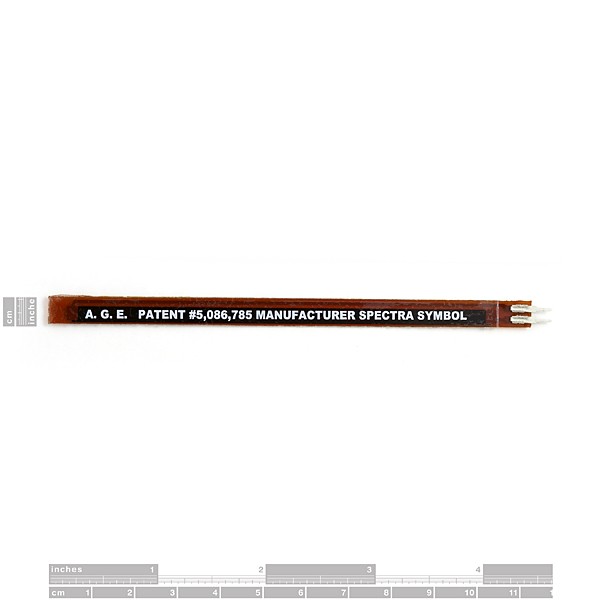 A. G. E. PATENT #5,086,785 MANUFACTURER SPECTRA SYMBOL
cm
inche
inches 1 2 3 4
cm 1 2 3 4 5 6 7 8 9 10 11